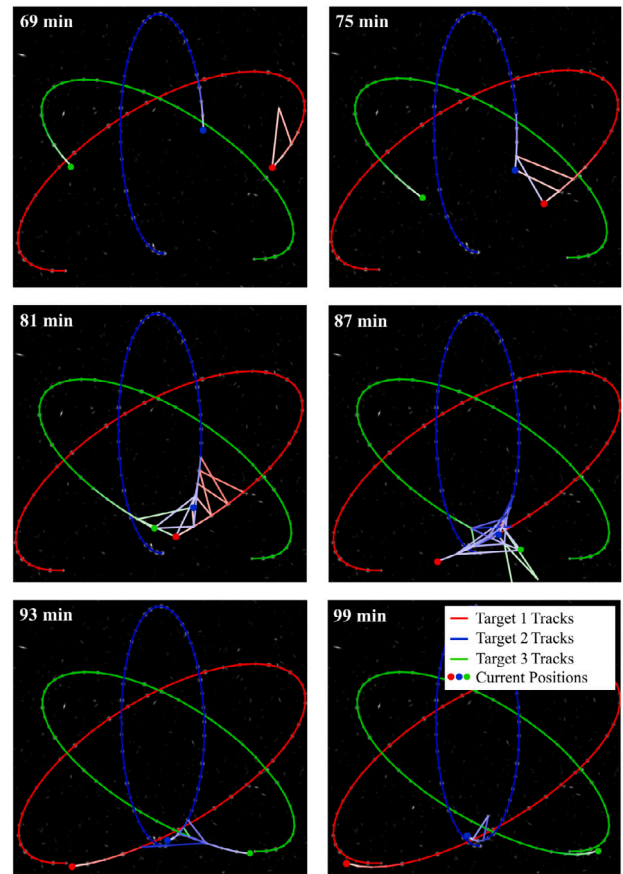 69 min
75 min
81 min
87 min
93 min
99 min
Target 1 Tracks
Target 2 Tracks
Target 3 Tracks
Current Positions